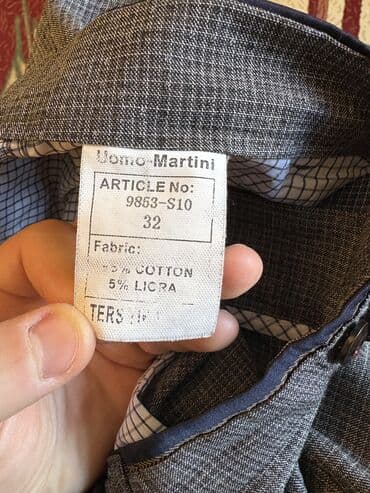 Uomo-Martini
ARTICLE No:
9853-S10
32
Fabric:
COTTON
5% LICRA
TERS